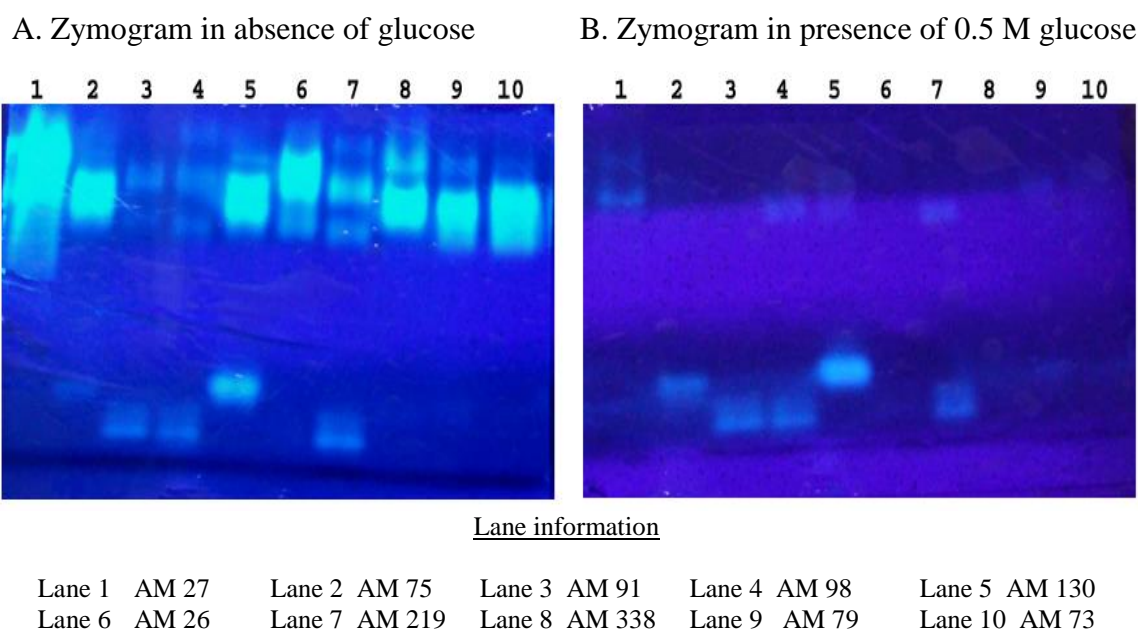 A. Zymogram in absence of glucose
B. Zymogram in presence of 0.5 M glucose
1 2 3 4 5 6 7 8 9 10
1 2 3 4 5 6 7 8 9 10
Lane information
Lane 1 AM 27 Lane 2 AM 75 Lane 3 AM 91 Lane 4 AM 98 Lane 5 AM 130
Lane 6 AM 26 Lane 7 AM 219 Lane 8 AM 338 Lane 9 AM 79 Lane 10 AM 73